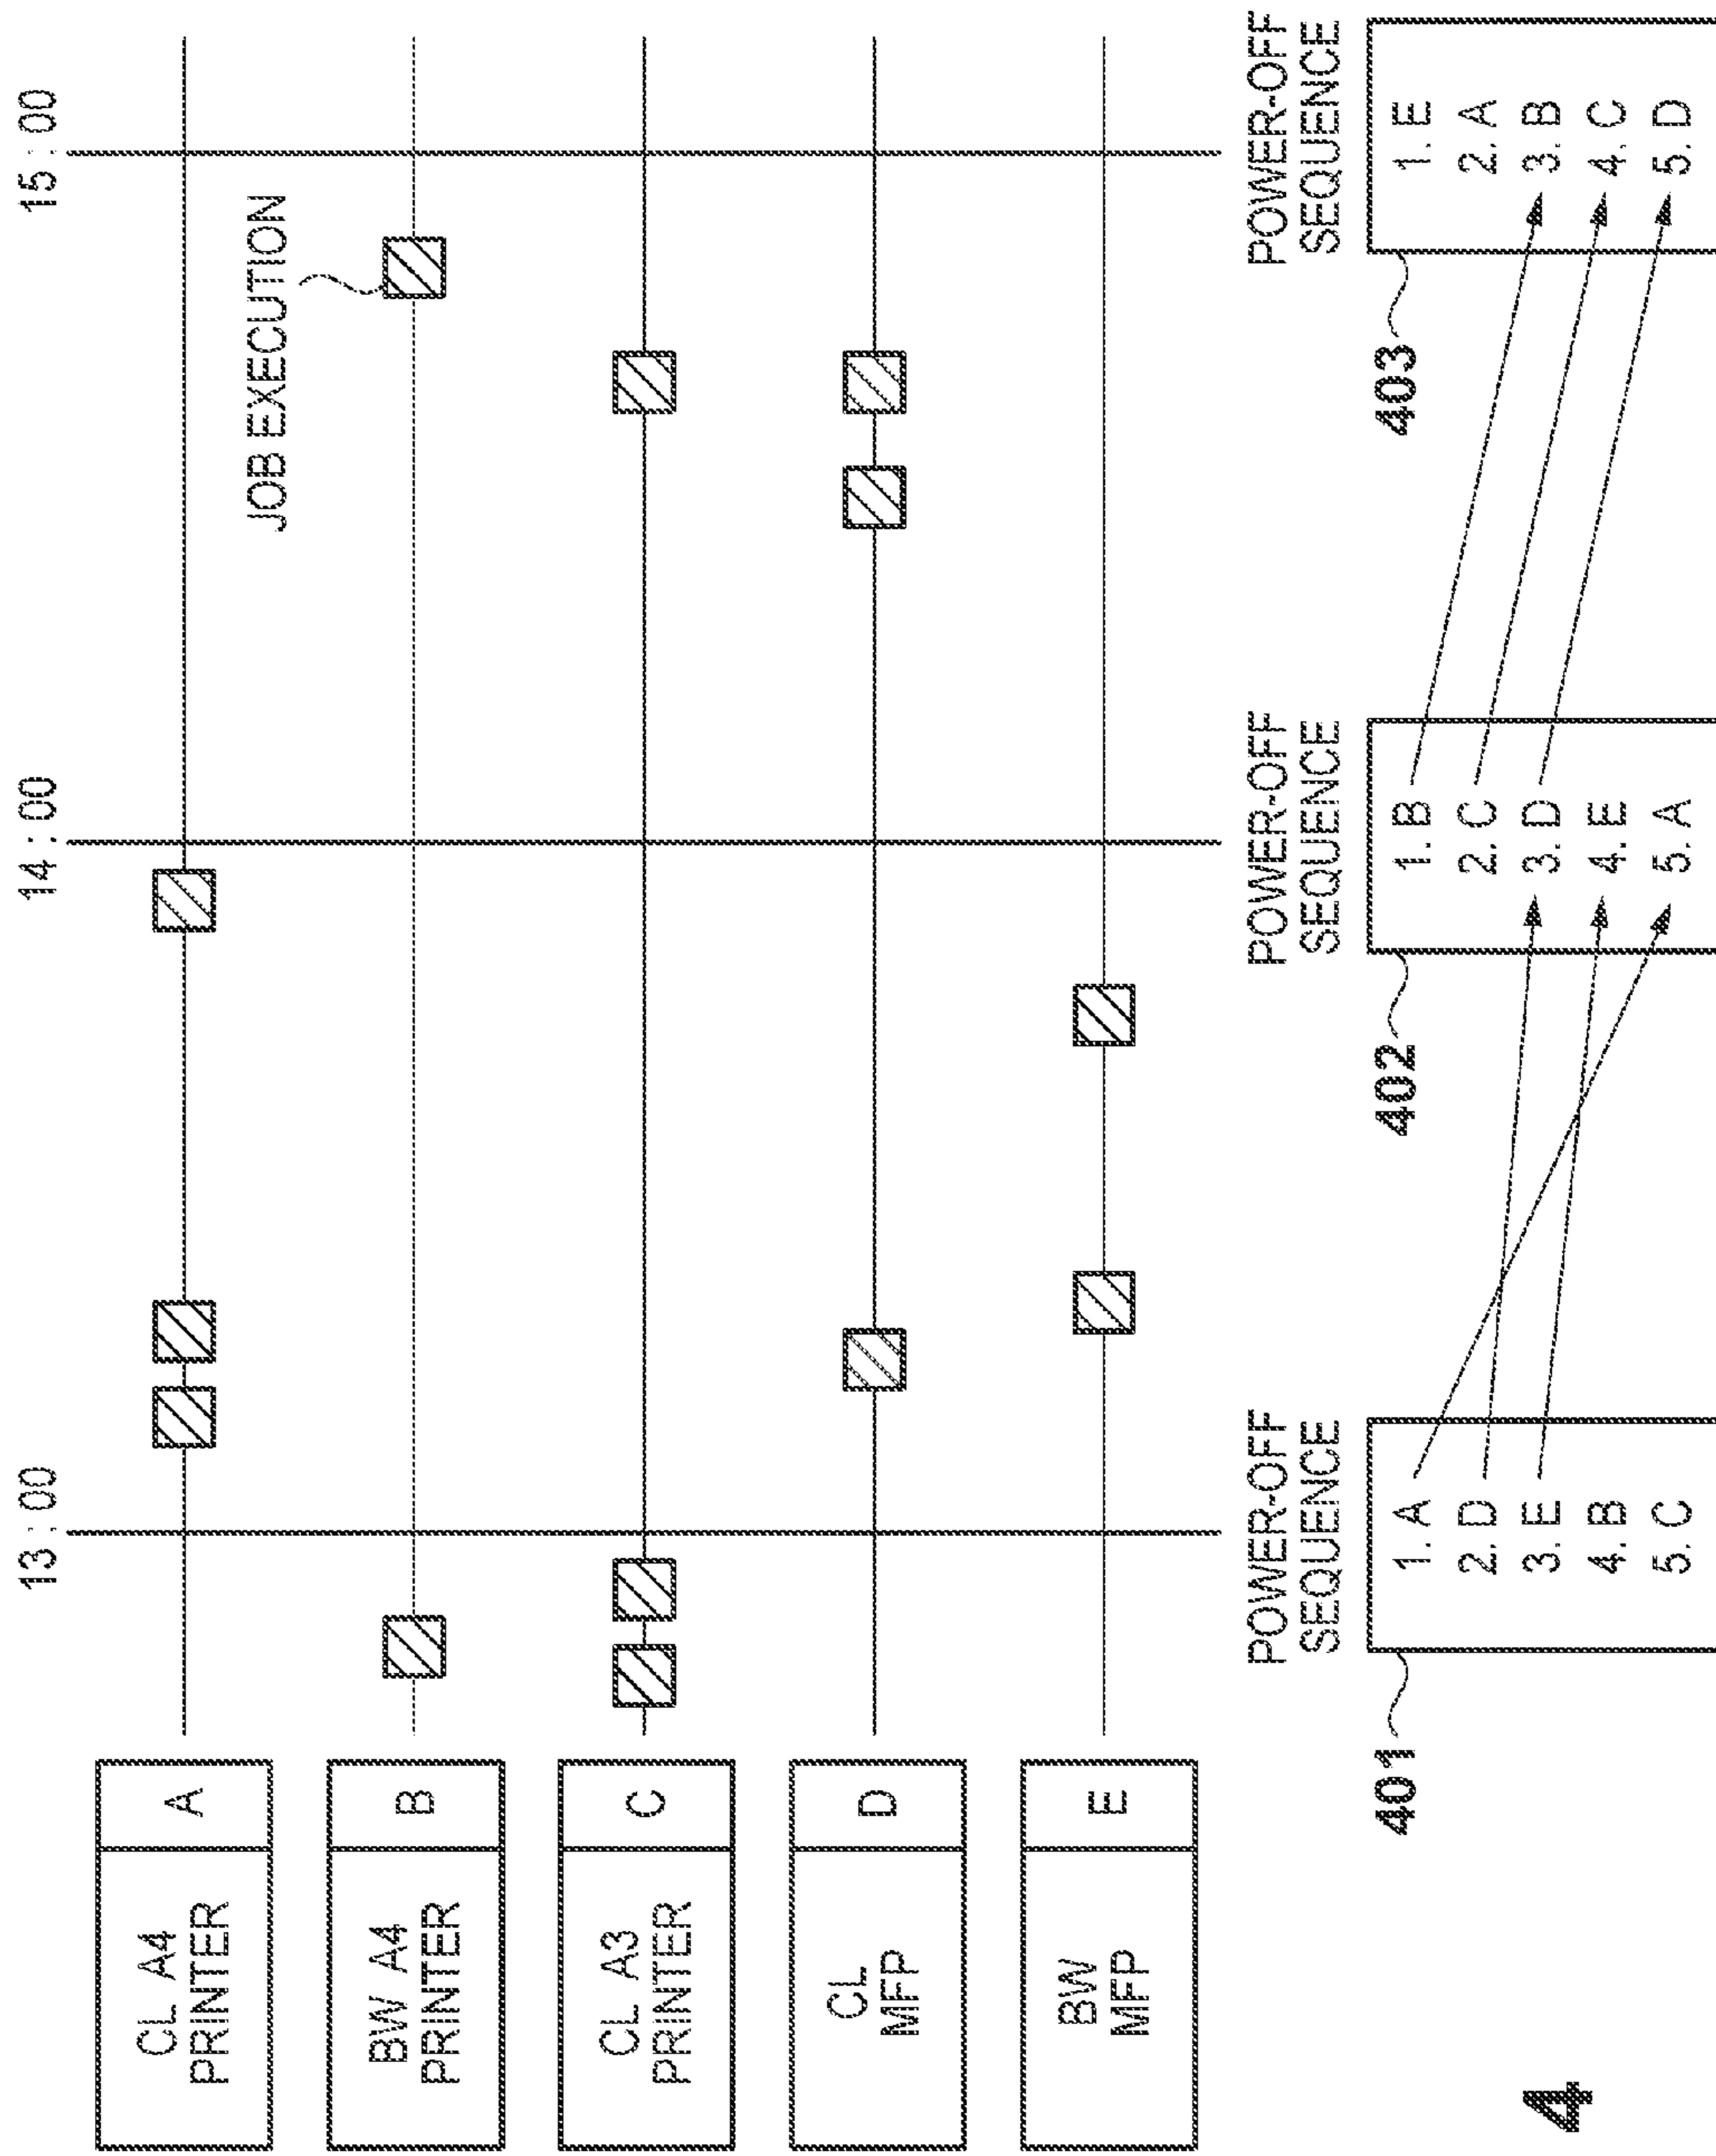 13 : 00
14 : 00
15 : 00
CL A4
PRINTER
A
BW A4
PRINTER
B
JOB EXECUTION
CL A3
PRINTER
C
CL
MFP
D
BW
MFP
E
POWER-OFF
SEQUENCE
401
1. A
2. D
3. E
4. B
5. C
POWER-OFF
SEQUENCE
402
1. B
2. C
3. D
4. E
5. A
POWER-OFF
SEQUENCE
403
1. E
2. A
3. B
4. C
5. D
4